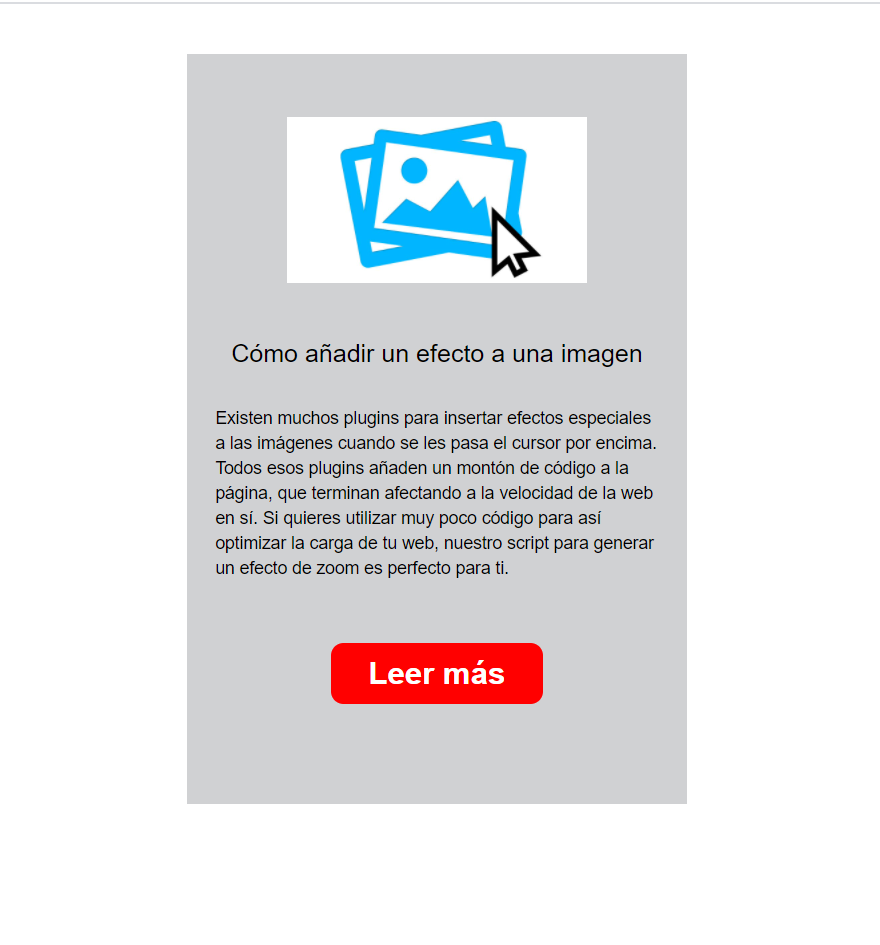 Cómo añadir un efecto a una imagen
Existen muchos plugins para insertar efectos especiales
a las imágenes cuando se les pasa el cursor por encima.
Todos esos plugins añaden un montón de código a la
página, que terminan afectando a la velocidad de la web
en sí. Si quieres utilizar muy poco código para así
optimizar la carga de tu web, nuestro script para generar
un efecto de zoom es perfecto para ti.
Leer más